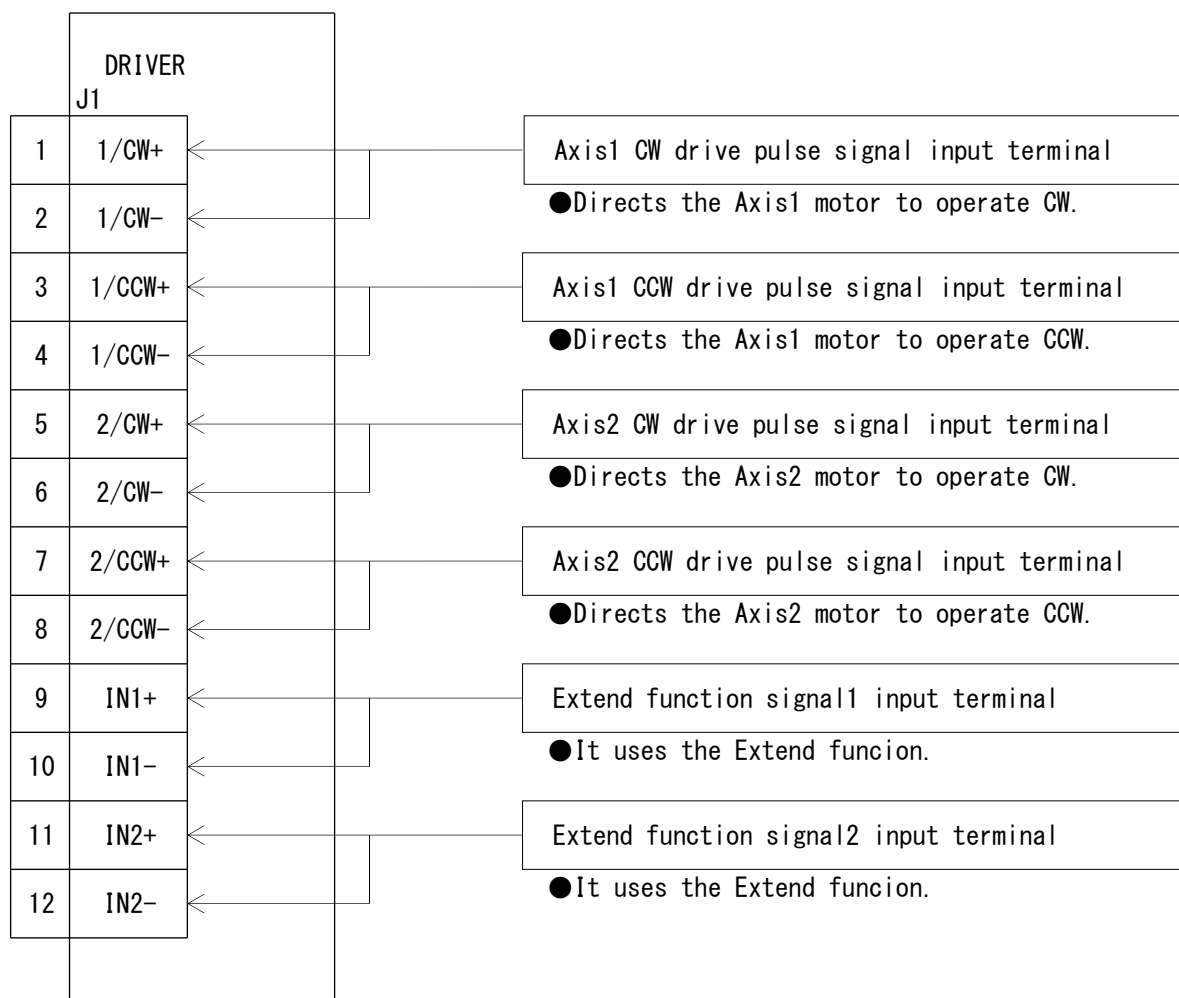 DRIVER
J1
1 1/CW+ Axis1 CW drive pulse signal input terminal
●Directs the Axis1 motor to operate CW.
2 1/CW-
3 1/CCW+ Axis1 CCW drive pulse signal input terminal
●Directs the Axis1 motor to operate CCW.
4 1/CCW-
5 2/CW+ Axis2 CW drive pulse signal input terminal
●Directs the Axis2 motor to operate CW.
6 2/CW-
7 2/CCW+ Axis2 CCW drive pulse signal input terminal
●Directs the Axis2 motor to operate CCW.
8 2/CCW-
9 IN1+ Extend function signal1 input terminal
●It uses the Extend funcion.
10 IN1-
11 IN2+ Extend function signal2 input terminal
●It uses the Extend funcion.
12 IN2-